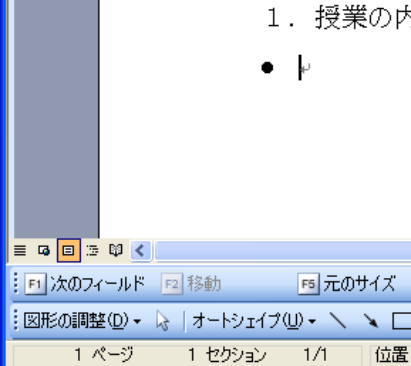 1. 授業の内
●
F1 次のフィールド F2 移動 F5 元のサイズ
図形の調整(D) オートシェイプ(U)
1 ページ 1 セクション 1/1 位置